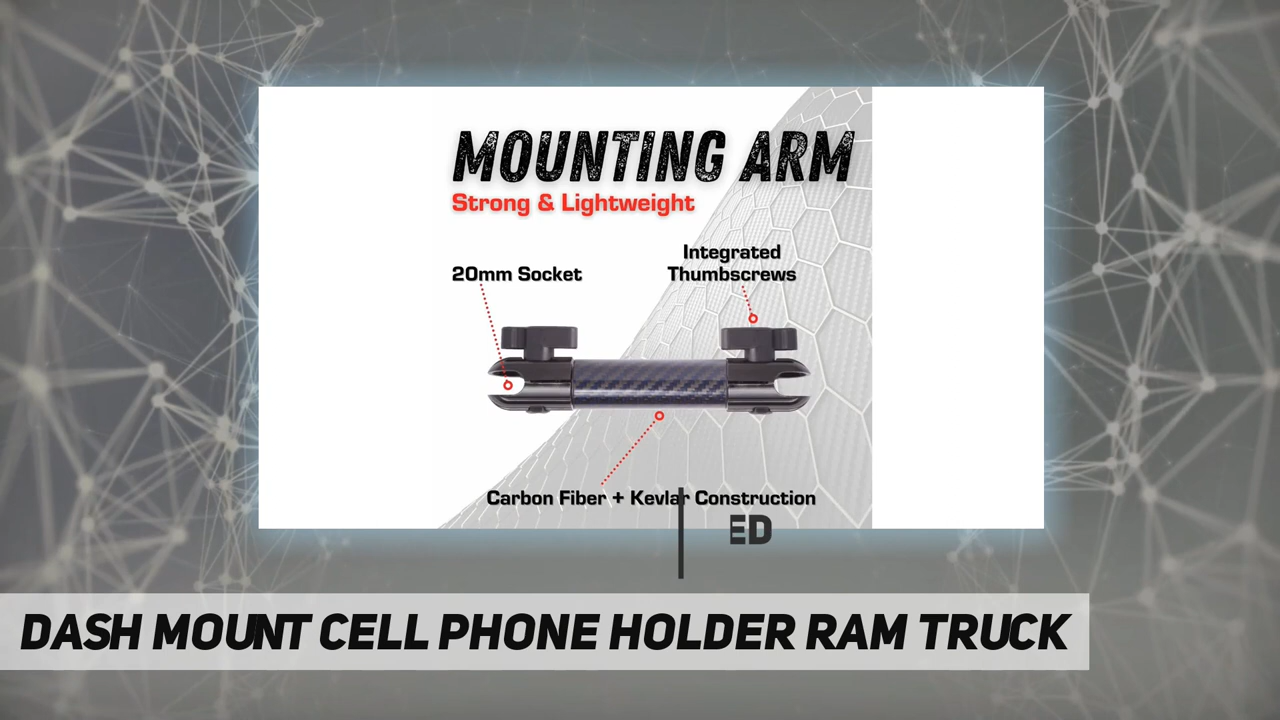 MOUNTING ARM
Strong & Lightweight
Integrated
Thumbscrews
20mm Socket
Carbon Fiber + Kevlar Construction
ED
DASH MOUNT CELL PHONE HOLDER RAM TRUCK